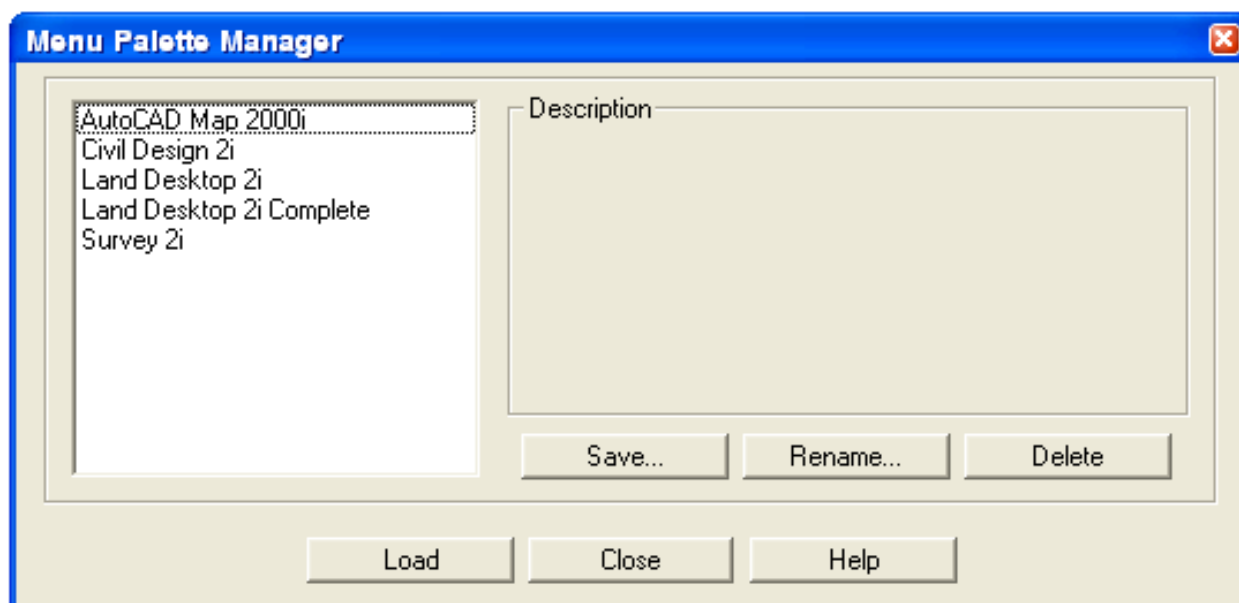 Menu Palette Manager
AutoCAD Map 2000i
Civil Design 2i
Land Desktop 2i
Land Desktop 2i Complete
Survey 2i
Description
Save...
Rename...
Delete
Load
Close
Help